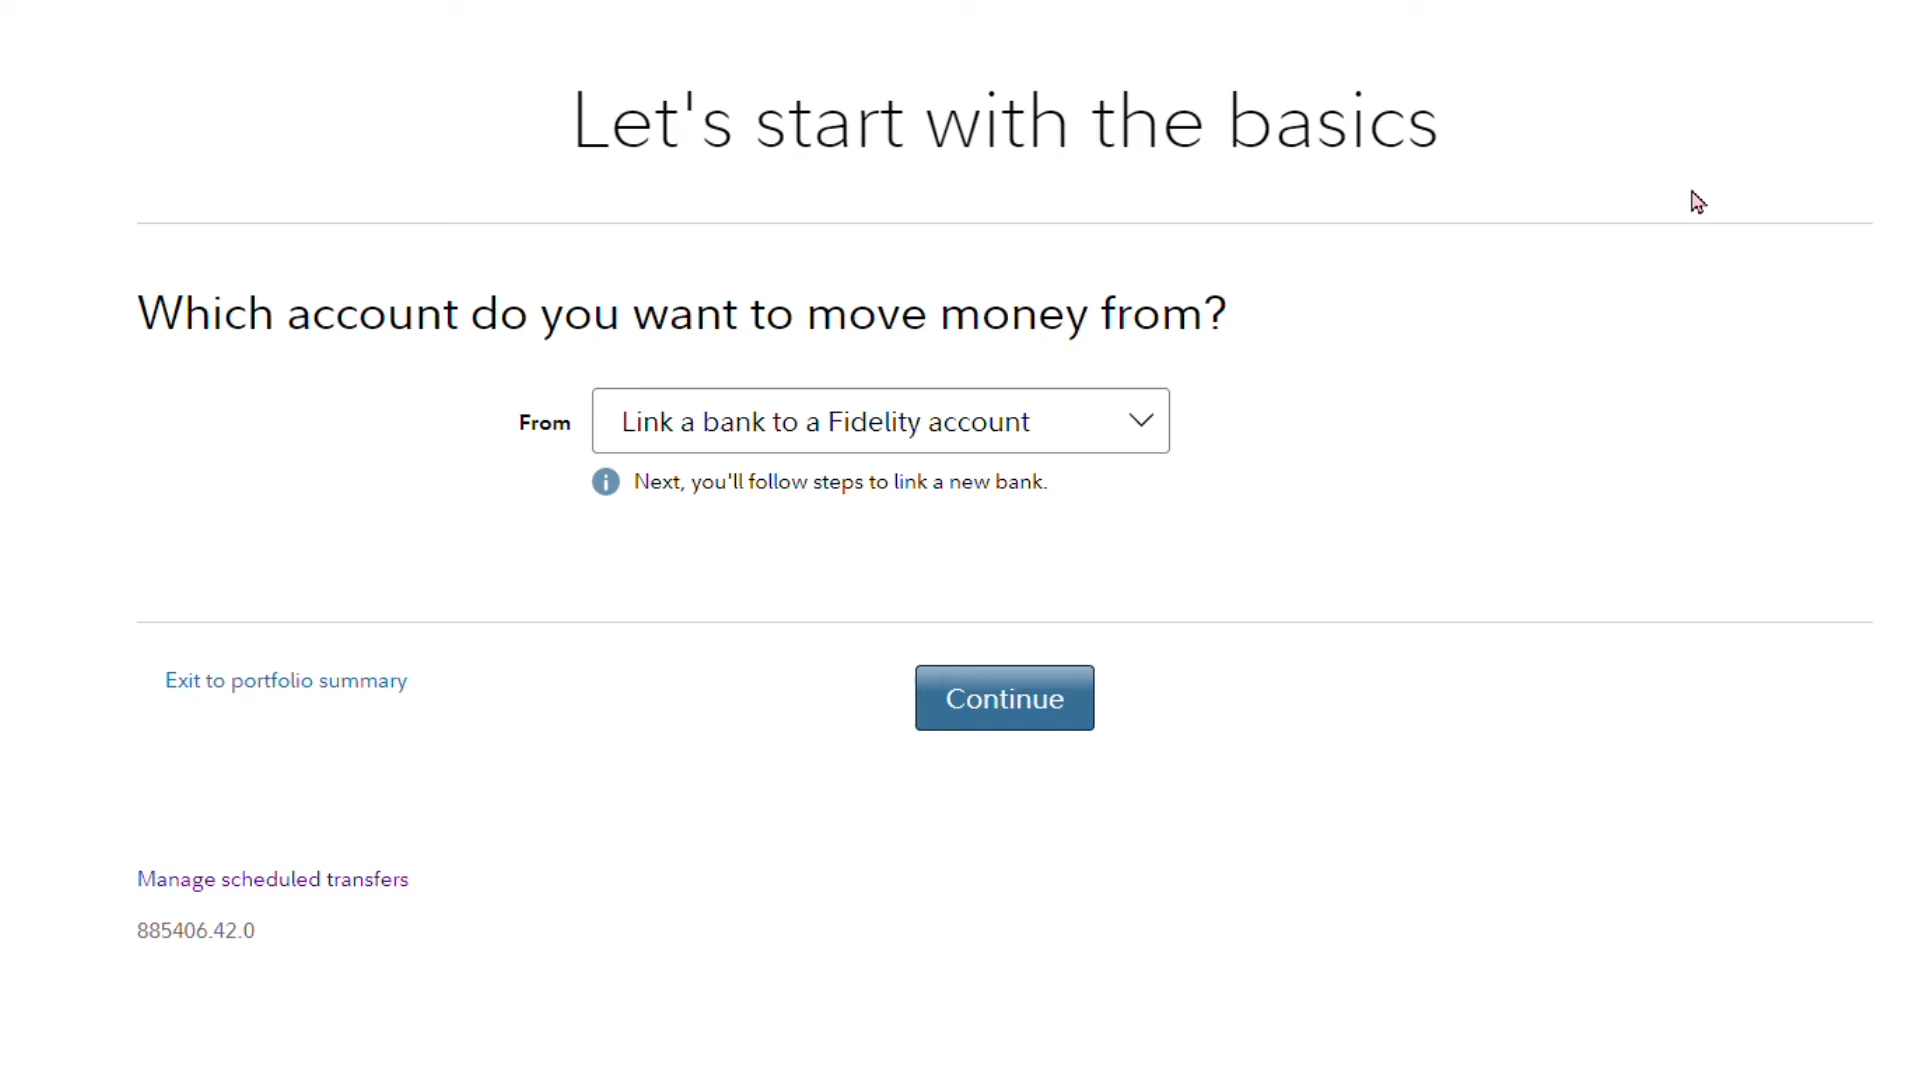 Let's start with the basics
Which account do you want to move money from?
From
Link a bank to a Fidelity account
Next, you'll follow steps to link a new bank.
Exit to portfolio summary
Continue
Manage scheduled transfers
885406.42.0